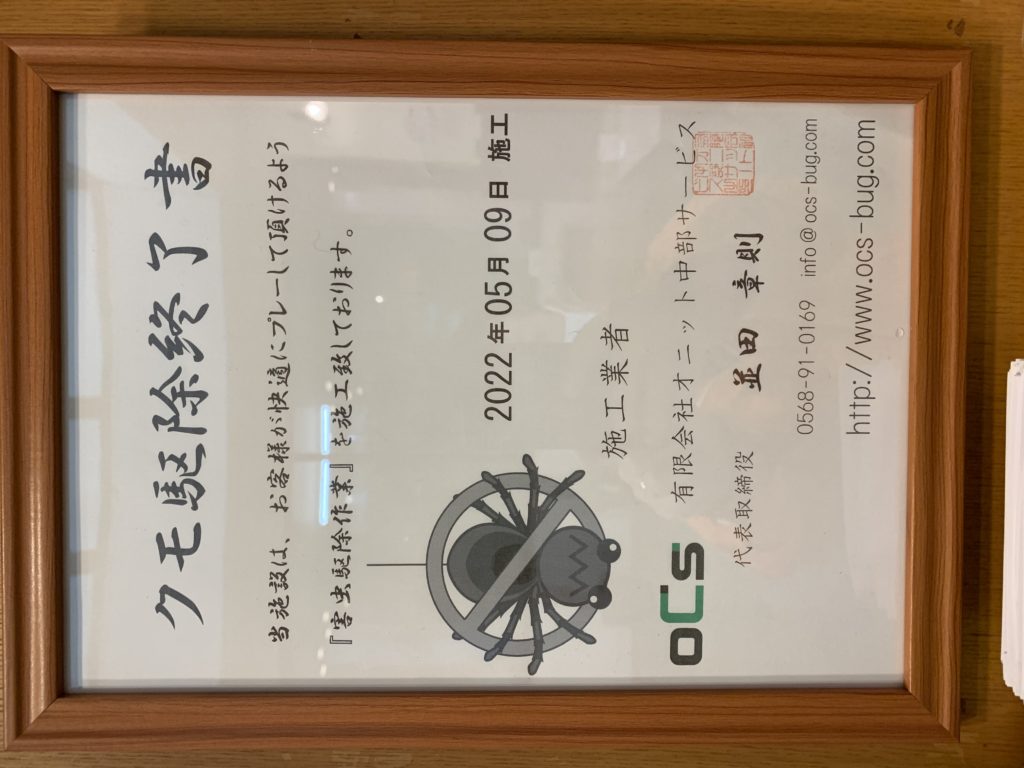 クモ駆除終了書
当施設は、お客様が快適にプレーして頂けるよう
『害虫駆除作業』を施工致しております。
2022年05月09日 施工
施工業者
ocs 有限会社オニット中部サービス
代表取締役 並田 章則
0568-91-0169 info@ocs-bug.com
http://www.ocs-bug.com